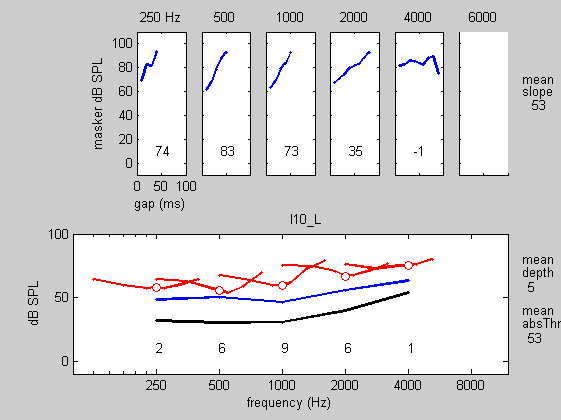 250 Hz 500 1000 2000 4000 6000
masker dB SPL
100
80
60
40
20
0
74 83 73 35 -1
0 50 100
gap (ms)
mean
slope
53
I10_L
dB SPL
100
50
0
2 6 9 6 1
250 500 1000 2000 4000 8000
frequency (Hz)
mean
depth
5
mean
absThr
53